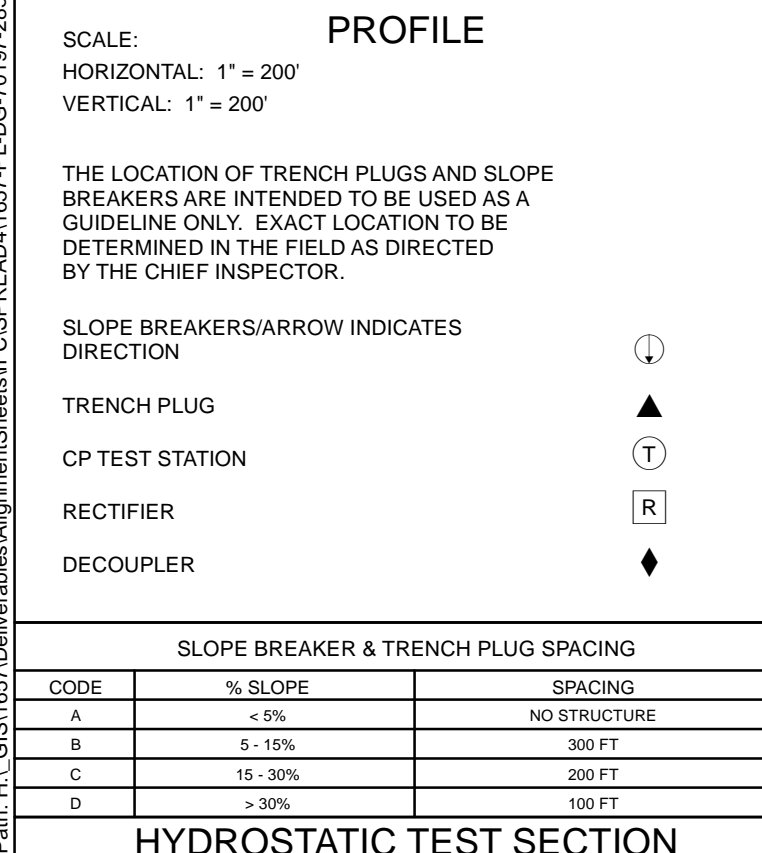 PROFILE
SCALE:
HORIZONTAL: 1" = 200'
VERTICAL: 1" = 200'
THE LOCATION OF TRENCH PLUGS AND SLOPE
BREAKERS ARE INTENDED TO BE USED AS A
GUIDELINE ONLY. EXACT LOCATION TO BE
DETERMINED IN THE FIELD AS DIRECTED
BY THE CHIEF INSPECTOR.
SLOPE BREAKERS/ARROW INDICATES
DIRECTION
TRENCH PLUG
CP TEST STATION T
RECTIFIER R
DECOUPLER
SLOPE BREAKER & TRENCH PLUG SPACING
CODE % SLOPE SPACING
A < 5% NO STRUCTURE
B 5 - 15% 300 FT
C 15 - 30% 200 FT
D > 30% 100 FT
HYDROSTATIC TEST SECTION